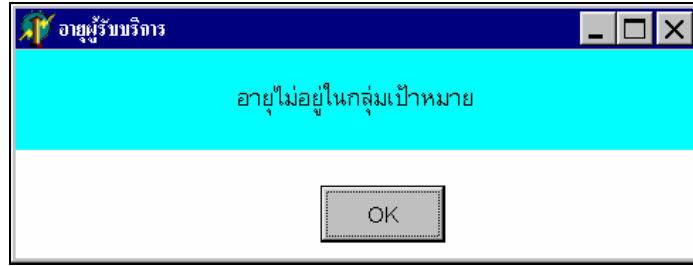 อายุผู้รับบริการ
อายุไม่อยู่ในกลุ่มเป้าหมาย
OK